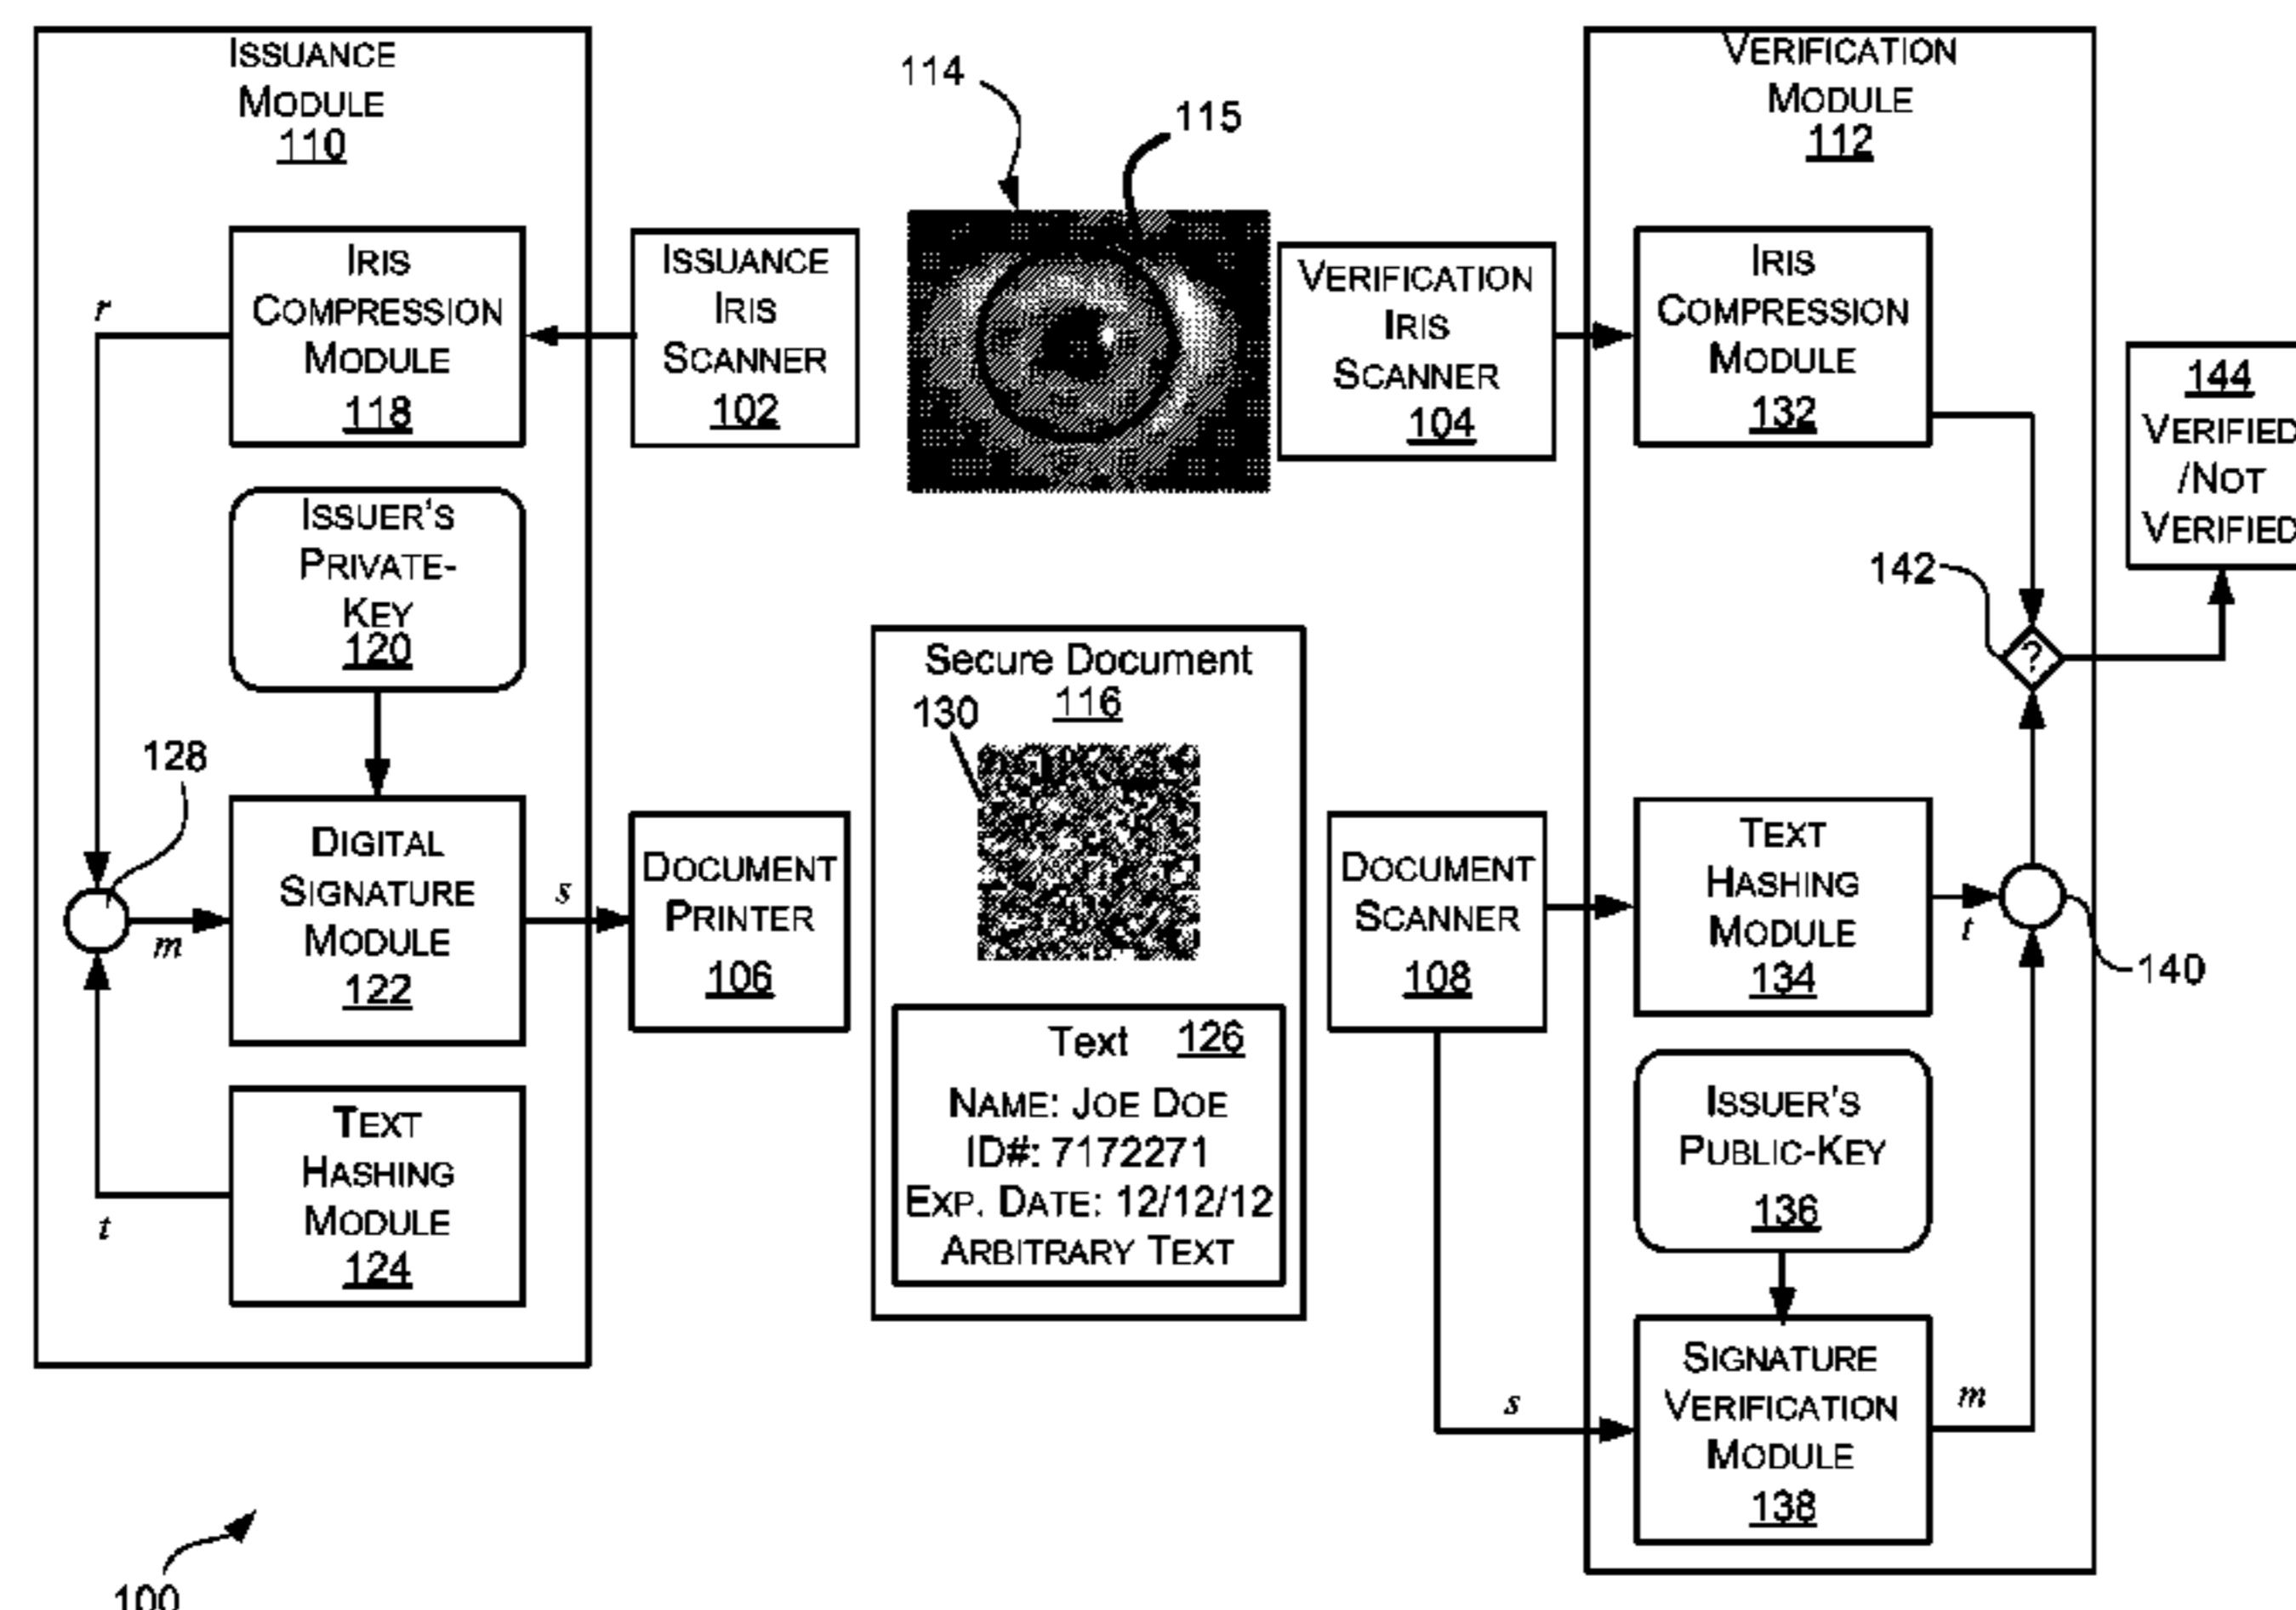 ISSUANCE
MODULE
110
IRIS
COMPRESSION
MODULE
118
r
ISSUER'S
PRIVATE-
KEY
120
128
DIGITAL
SIGNATURE
MODULE
122
m
s
TEXT
HASHING
MODULE
124
t
100
ISSUANCE
IRIS
SCANNER
102
114
115
DOCUMENT
PRINTER
106
Secure Document
116
130
Text 126
NAME: JOE DOE
ID#: 7172271
EXP. DATE: 12/12/12
ARBITRARY TEXT
VERIFICATION
IRIS
SCANNER
104
DOCUMENT
SCANNER
108
s
VERIFICATION
MODULE
112
IRIS
COMPRESSION
MODULE
132
142
?
144
VERIFIED
/NOT
VERIFIED
TEXT
HASHING
MODULE
134
t
140
ISSUER'S
PUBLIC-KEY
136
SIGNATURE
VERIFICATION
MODULE
138
m